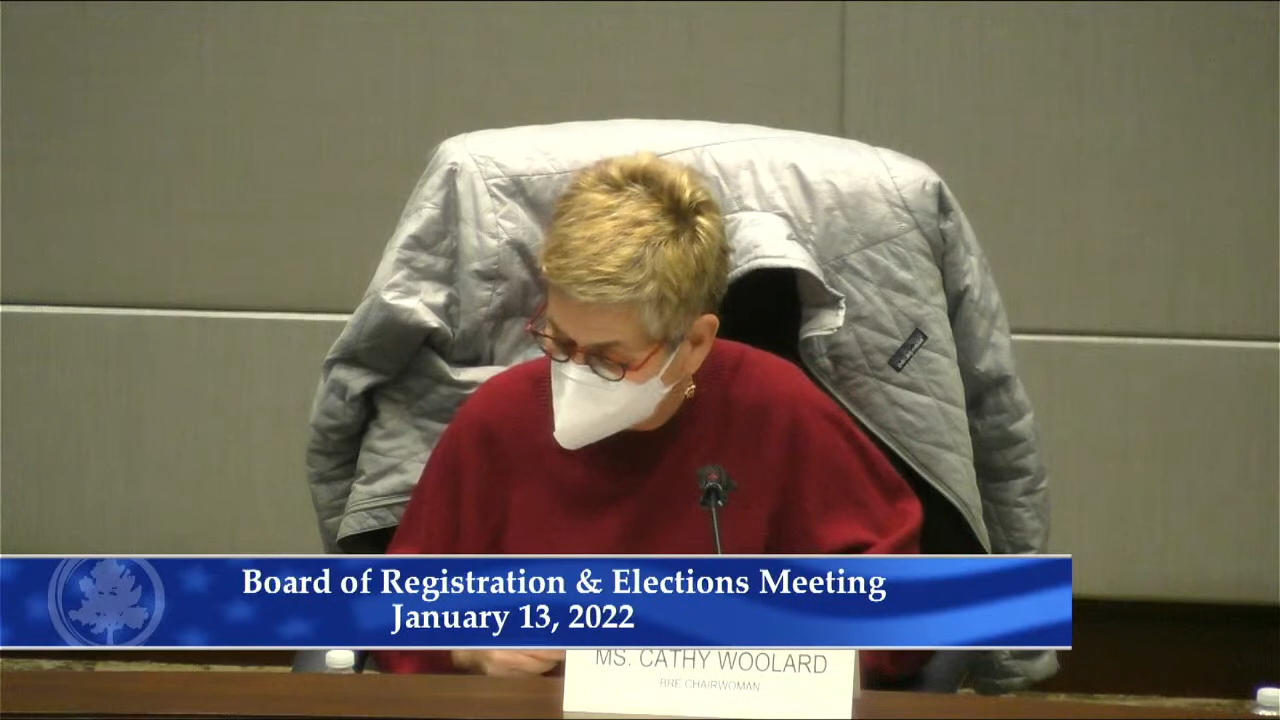 Board of Registration & Elections Meeting
January 13, 2022
MS. CATHY WOOLARD
BRE CHAIRWOMAN